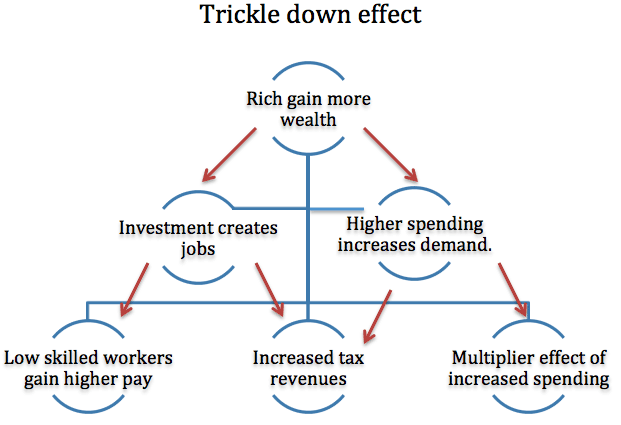 Trickle down effect
Rich gain more
wealth
Investment creates
jobs
Higher spending
increases demand.
Low skilled workers
gain higher pay
Increased tax
revenues
Multiplier effect of
increased spending